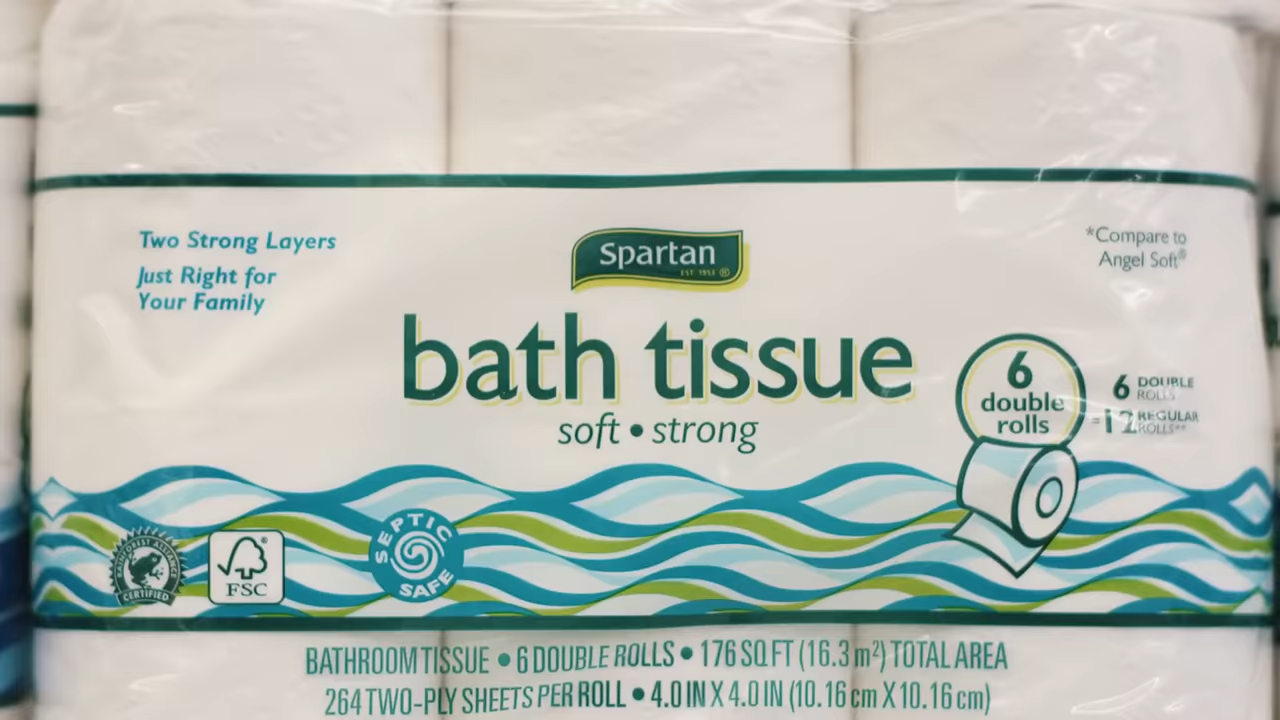 Two Strong Layers
Just Right for
Your Family
Spartan
EST 1953 ®
*Compare to
Angel Soft®
bath tissue
soft • strong
6
double
rolls
6 DOUBLE
ROLLS
=12 REGULAR
ROLLS**
RAINFOREST ALLIANCE
CERTIFIED
FSC
®
SEPTIC
SAFE
BATHROOM TISSUE • 6 DOUBLE ROLLS • 176 SQ FT (16.3 m²) TOTAL AREA
264 TWO-PLY SHEETS PER ROLL • 4.0 IN X 4.0 IN (10.16 cm X 10.16 cm)